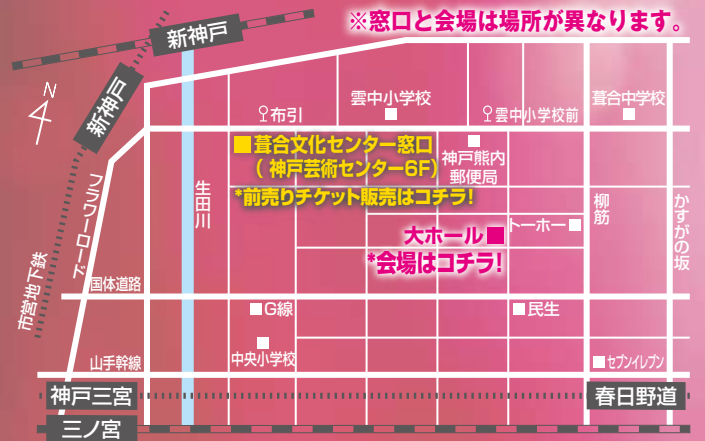 ※窓口と会場は場所が異なります。
新神戸
N
新神戸
布引
雲中小学校
雲中小学校前
葺合中学校
葺合文化センター窓口
(神戸芸術センター6F)
*前売りチケット販売はコチラ!
神戸熊内
郵便局
フラワーロード
生田川
柳筋
かすがの坂
大ホール
トーホー
*会場はコチラ!
市営地下鉄
国体道路
G線
民生
山手幹線
中央小学校
セブンイレブン
神戸三宮
春日野道
三ノ宮